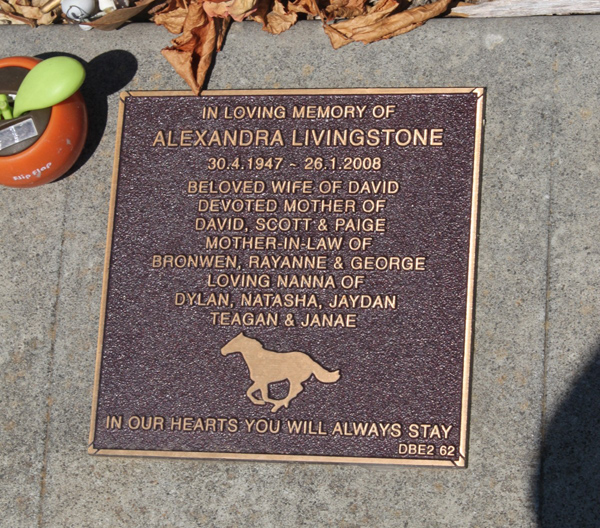 IN LOVING MEMORY OF
ALEXANDRA LIVINGSTONE
30.4.1947 ~ 26.1.2008
BELOVED WIFE OF DAVID
DEVOTED MOTHER OF
DAVID, SCOTT & PAIGE
MOTHER-IN-LAW OF
BRONWEN, RAYANNE & GEORGE
LOVING NANNA OF
DYLAN, NATASHA, JAYDAN
TEAGAN & JANAE
IN OUR HEARTS YOU WILL ALWAYS STAY
DBE2 62
flip flap